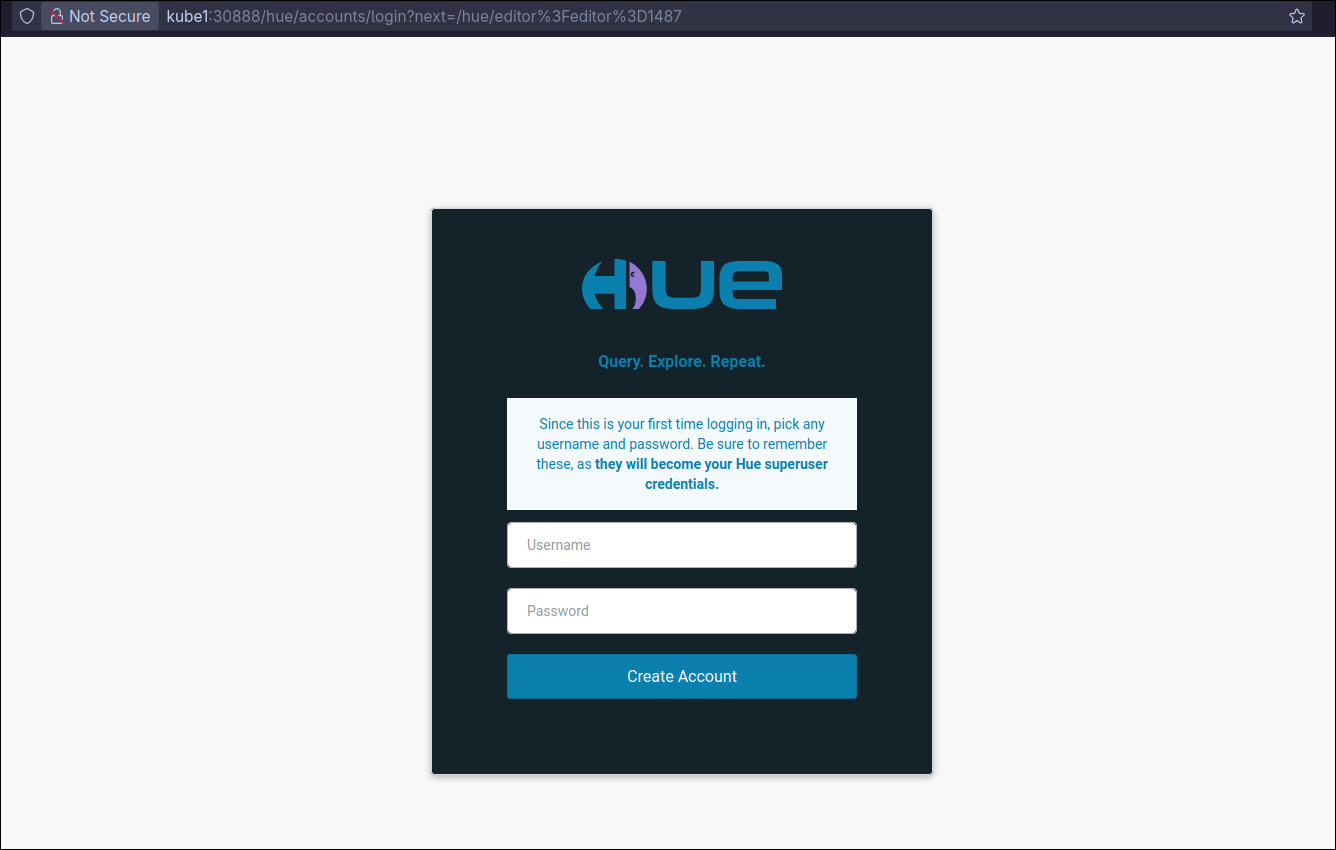 Not Secure kube1:30888/hue/accounts/login?next=/hue/editor%3Feditor%3D1487
HUE
Query. Explore. Repeat.
Since this is your first time logging in, pick any
username and password. Be sure to remember
these, as they will become your Hue superuser
credentials.
Username
Password
Create Account